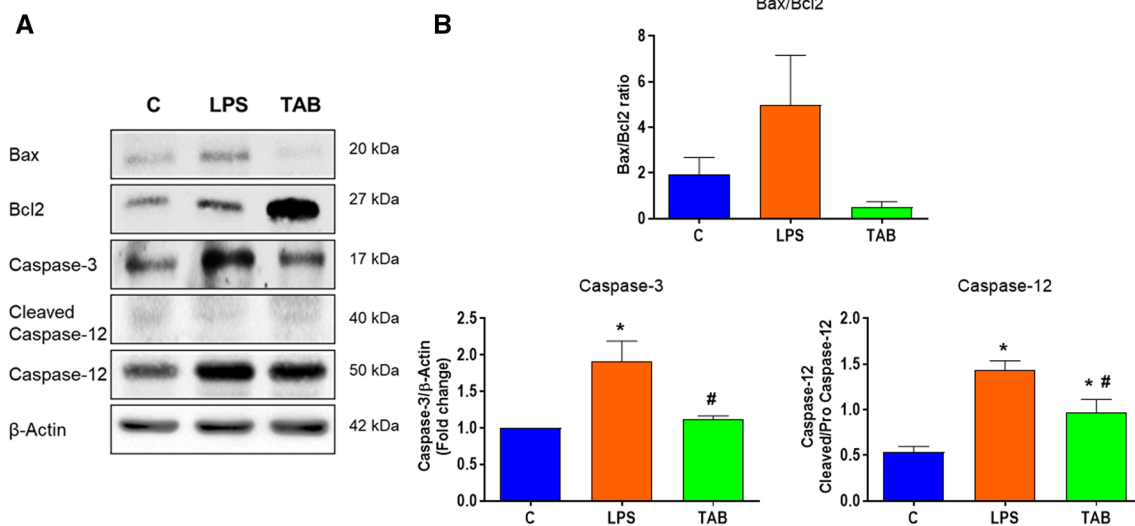 A
C LPS TAB
Bax 20 kDa
Bcl2 27 kDa
Caspase-3 17 kDa
Cleaved
Caspase-12 40 kDa
Caspase-12 50 kDa
β-Actin 42 kDa
B
Bax/Bcl2
Bax/Bcl2 ratio
8
6
4
2
0
C LPS TAB
Caspase-3
Caspase-3/β-Actin
(Fold change)
2.5
2.0
1.5
1.0
0.5
0.0
*
#
C LPS TAB
Caspase-12
Caspase-12
Cleaved/Pro Caspase-12
2.0
1.5
1.0
0.5
0.0
*
* #
C LPS TAB